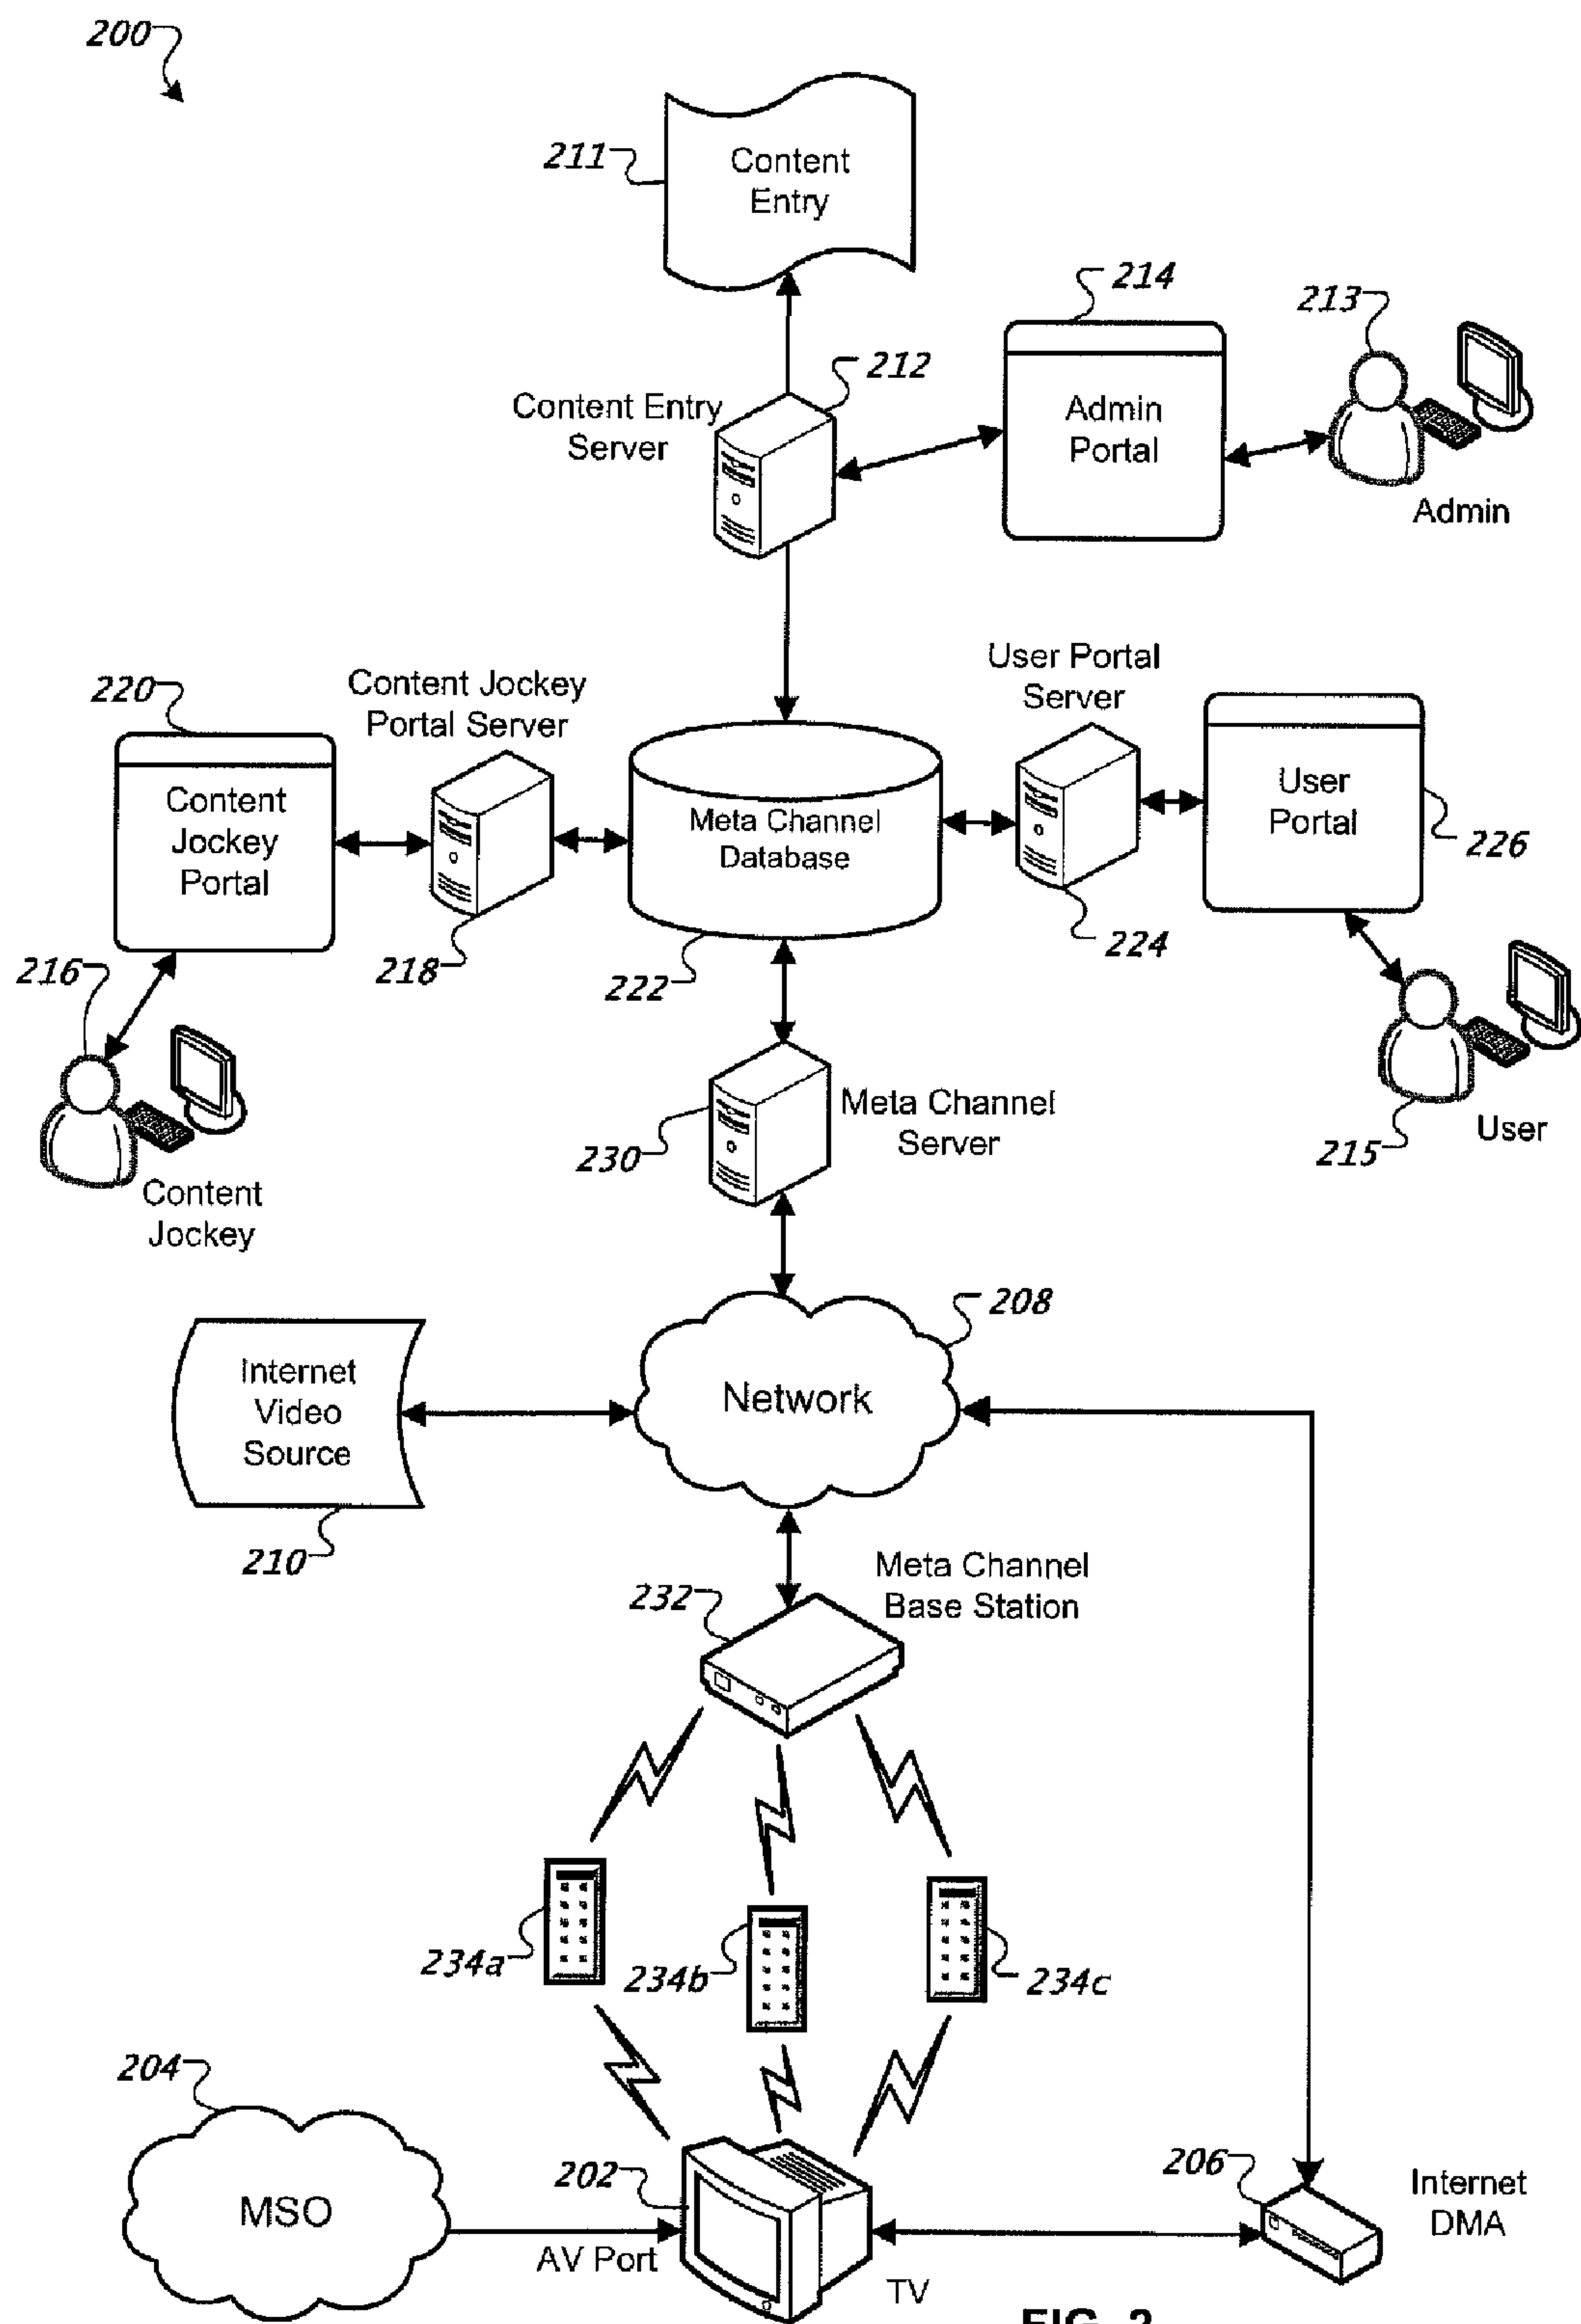 200
211
Content
Entry
214
213
212
Content Entry
Server
Admin
Portal
Admin
User Portal
Server
220
Content Jockey
Portal Server
Content
Jockey
Portal
Meta Channel
Database
User
Portal
226
216
218
222
224
Meta Channel
Server
230
215
User
Content
Jockey
208
Internet
Video
Source
Network
210
Meta Channel
Base Station
232
234a
234b
234c
204
202
206
Internet
DMA
MSO
AV Port
TV